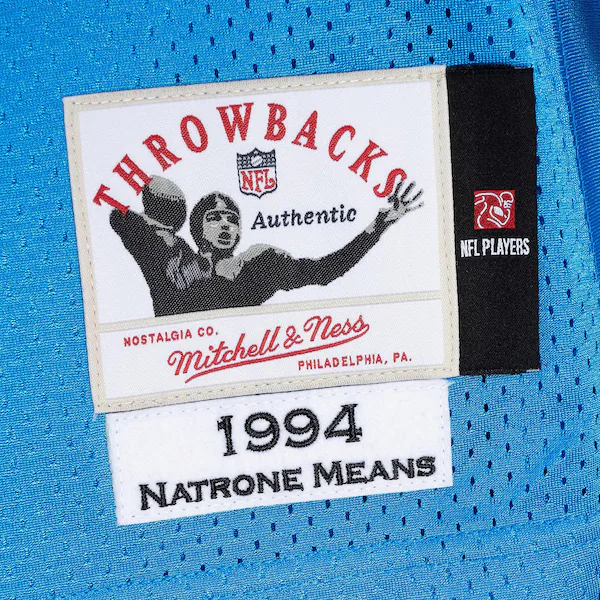 THROWBACKS
NFL
Authentic
NFL PLAYERS
NOSTALGIA CO.
Mitchell & Ness
PHILADELPHIA, PA.
1994
NATRONE MEANS